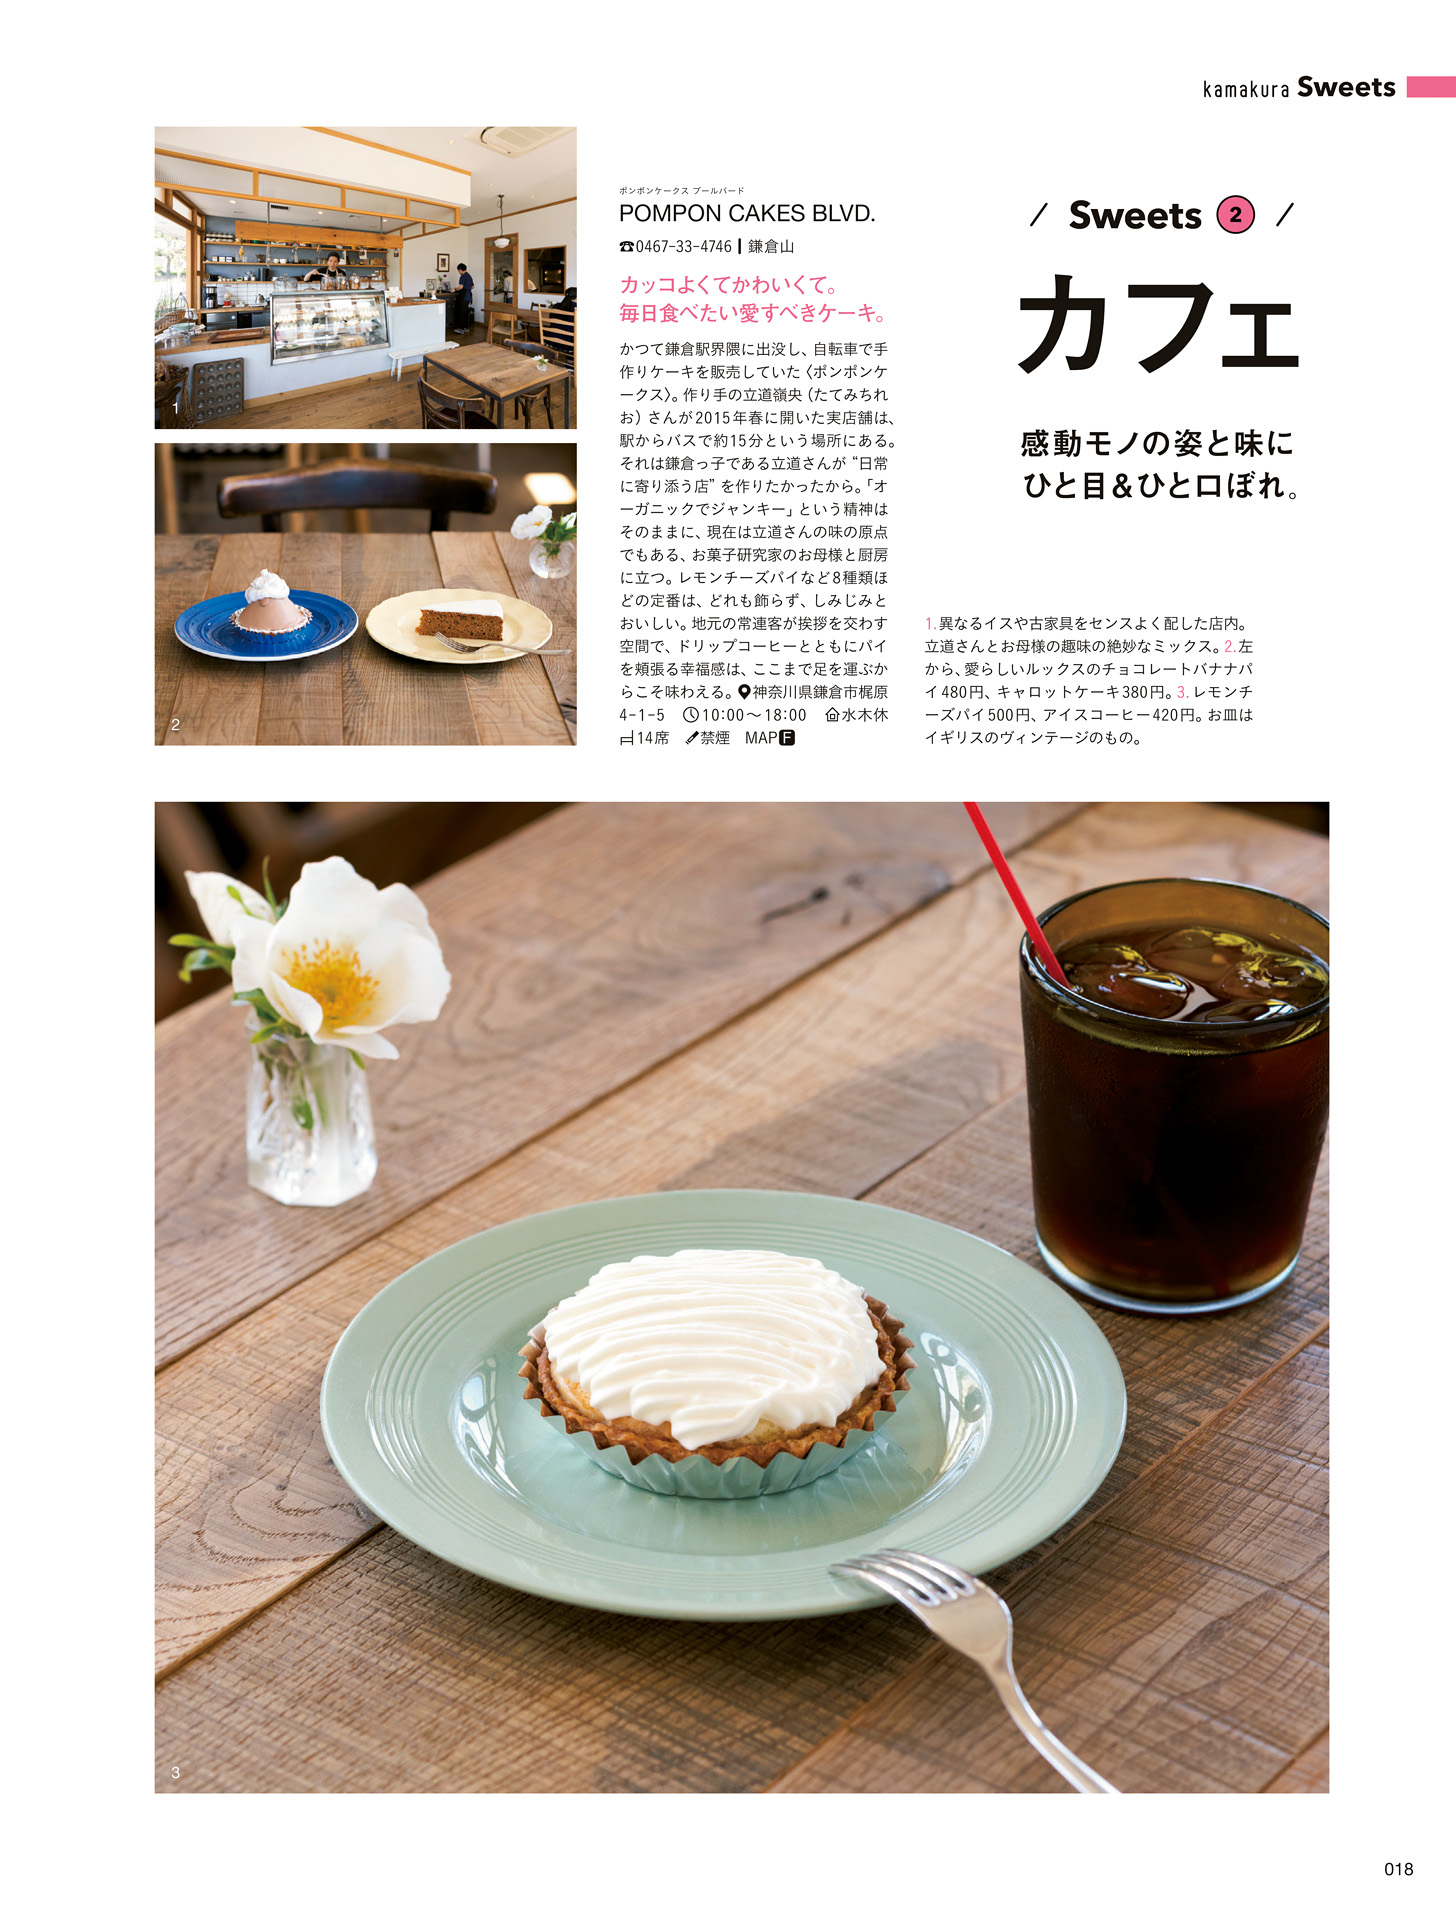 kamakura Sweets
Sweets 2
カフェ
感動モノの姿と味に
ひと目&ひと口ぼれ。
ポンポンケークス ブールバード
POMPON CAKES BLVD.
☎0467-33-4746 | 鎌倉山
カッコよくてかわいくて。
毎日食べたい愛すべきケーキ。
かつて鎌倉駅界隈に出没し、自転車で手
作りケーキを販売していた〈ポンポンケ
ークス〉。作り手の立道嶺央(たてみちれ
お)さんが2015年春に開いた実店舗は、
駅からバスで約15分という場所にある。
それは鎌倉っ子である立道さんが“日常
に寄り添う店”を作りたかったから。「オ
ーガニックでジャンキー」という精神は
そのままに、現在は立道さんの味の原点
でもある、お菓子研究家のお母様と厨房
に立つ。レモンチーズパイなど8種類ほ
どの定番は、どれも飾らず、しみじみと
おいしい。地元の常連客が挨拶を交わす
空間で、ドリップコーヒーとともにパイ
を頬張る幸福感は、ここまで足を運ぶか
らこそ味わえる。神奈川県鎌倉市梶原
4-1-5 10:00〜18:00 水木休
14席 禁煙 MAP F
1.異なるイスや古家具をセンスよく配した店内。
立道さんとお母様の趣味の絶妙なミックス。2.左
から、愛らしいルックスのチョコレートバナナパ
イ480円、キャロットケーキ380円。3.レモンチ
ーズパイ500円、アイスコーヒー420円。お皿は
イギリスのヴィンテージのもの。
1
2
3
018